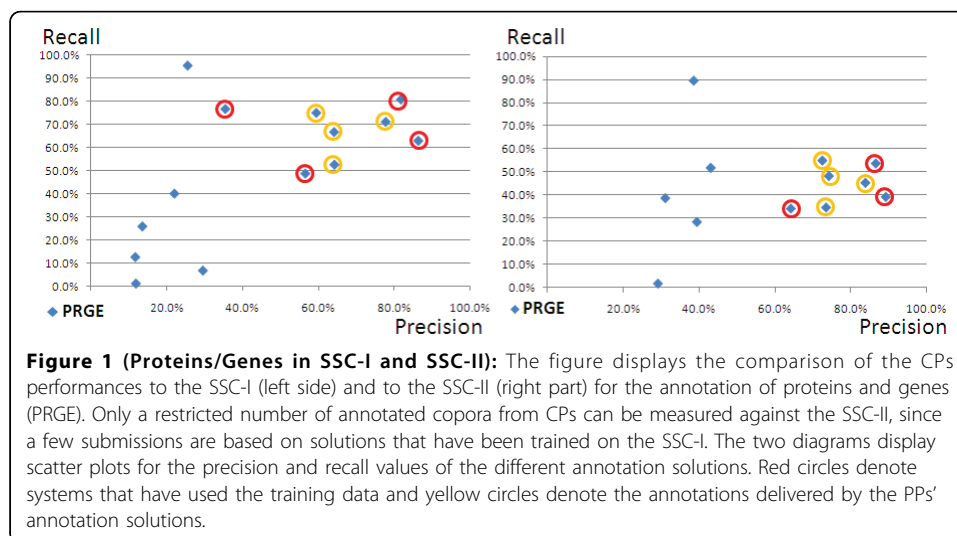 Recall
100.0%
90.0%
80.0%
70.0%
60.0%
50.0%
40.0%
30.0%
20.0%
10.0%
0.0%
20.0% 40.0% 60.0% 80.0% 100.0%
PRGE
Precision
Recall
100.0%
90.0%
80.0%
70.0%
60.0%
50.0%
40.0%
30.0%
20.0%
10.0%
0.0%
20.0% 40.0% 60.0% 80.0% 100.0%
PRGE
Precision
Figure 1 (Proteins/Genes in SSC-I and SSC-II): The figure displays the comparison of the CPs
performances to the SSC-I (left side) and to the SSC-II (right part) for the annotation of proteins and genes
(PRGE). Only a restricted number of annotated copora from CPs can be measured against the SSC-II, since
a few submissions are based on solutions that have been trained on the SSC-I. The two diagrams display
scatter plots for the precision and recall values of the different annotation solutions. Red circles denote
systems that have used the training data and yellow circles denote the annotations delivered by the PPs'
annotation solutions.